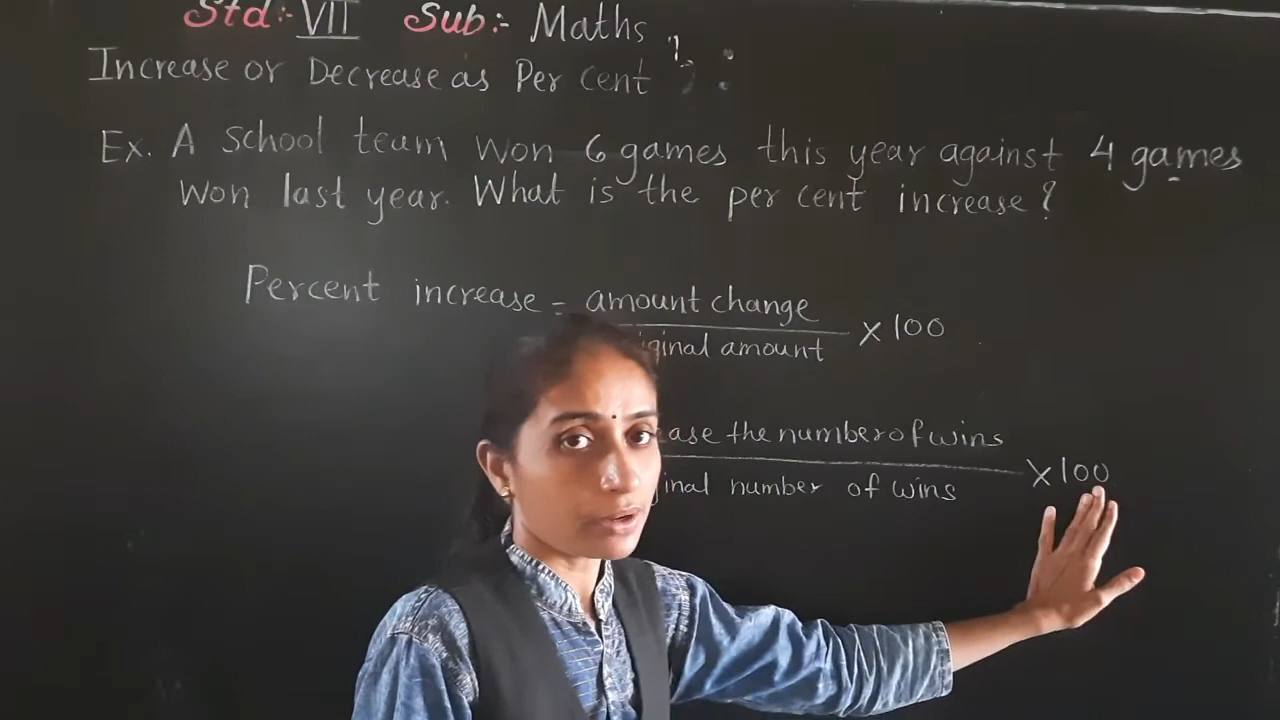 Std:- VII Sub:- Maths
Increase or Decrease as Per cent
Ex. A school team won 6 games this year against 4 games
won last year. What is the per cent increase?
Percent increase = amount change
amount × 100
the number of wins
number of wins × 100